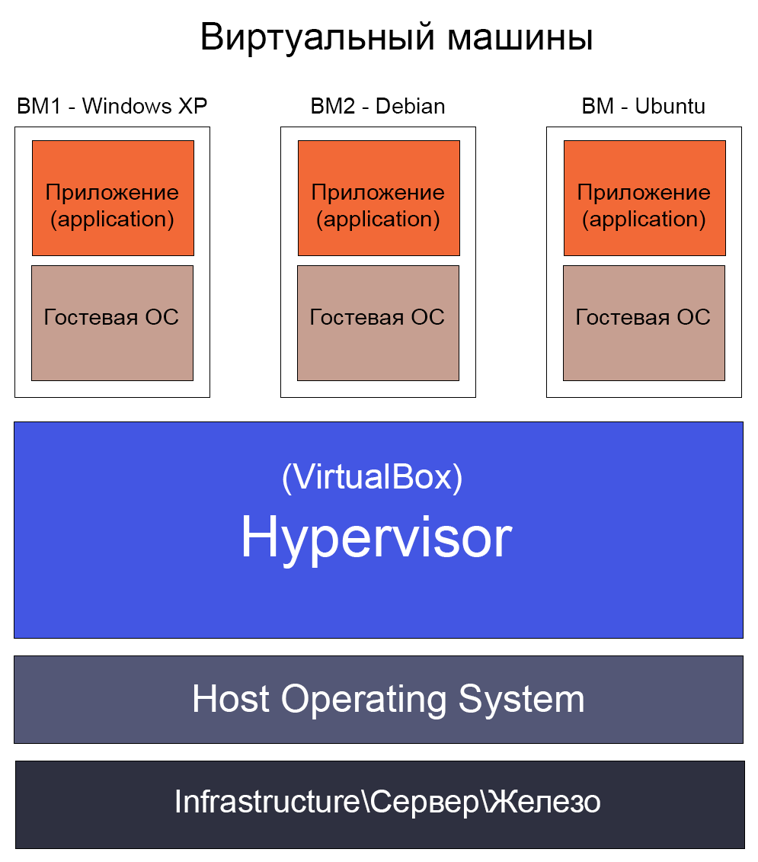 Виртуальный машины
ВМ1 - Windows XP
ВМ2 - Debian
ВМ - Ubuntu
Приложение
(application)
Приложение
(application)
Приложение
(application)
Гостевая ОС
Гостевая ОС
Гостевая ОС
(VirtualBox)
Hypervisor
Host Operating System
Infrastructure\Сервер\Железо